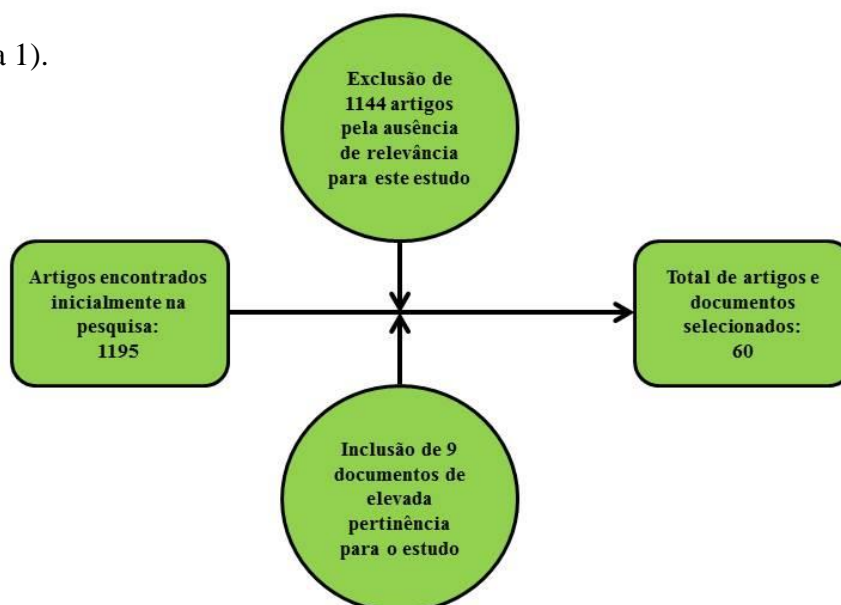 a 1).
Exclusão de
1144 artigos
pela ausência
de relevância
para este estudo
Artigos encontrados
inicialmente na
pesquisa:
1195
Total de artigos e
documentos
selecionados:
60
Inclusão de 9
documentos de
elevada
pertinência
para o estudo